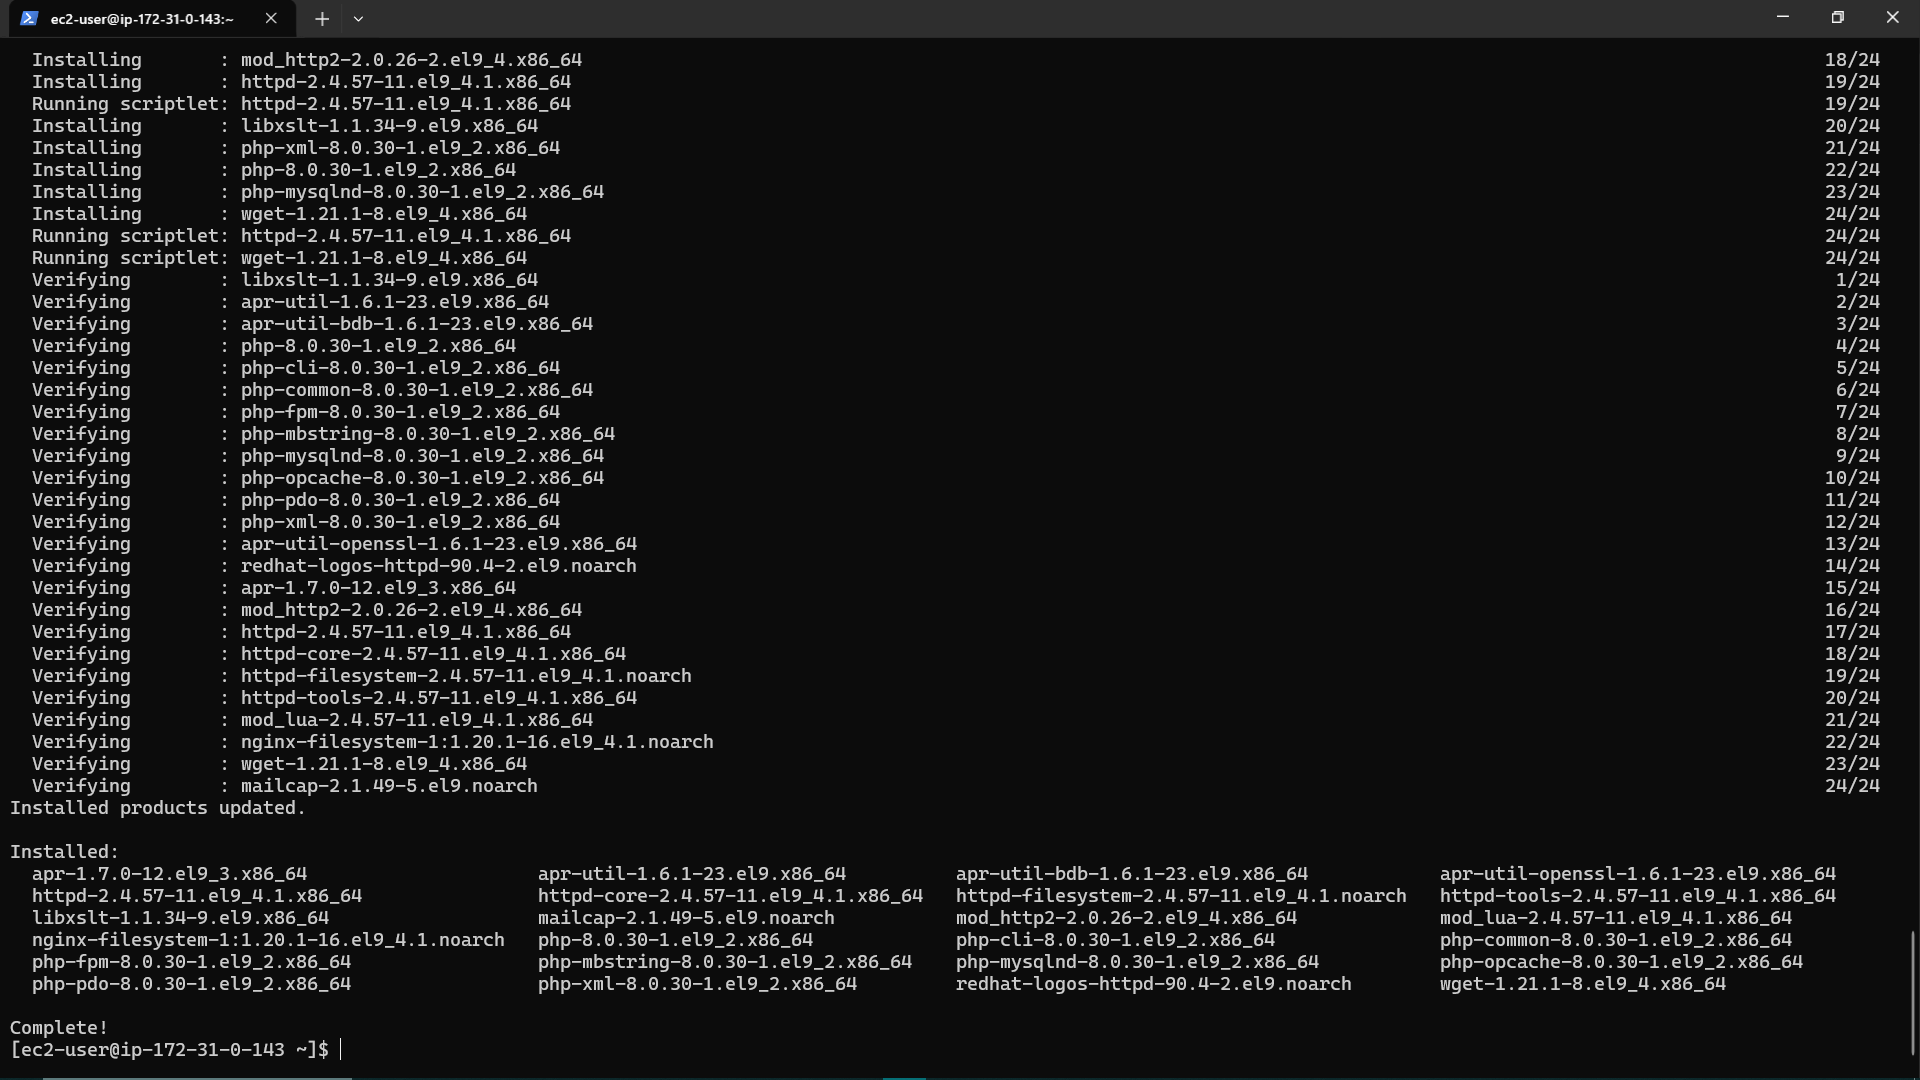 ec2-user@ip-172-31-0-143:~
Installing : mod_http2-2.0.26-2.el9_4.x86_64 18/24
Installing : httpd-2.4.57-11.el9_4.1.x86_64 19/24
Running scriptlet: httpd-2.4.57-11.el9_4.1.x86_64 19/24
Installing : libxslt-1.1.34-9.el9.x86_64 20/24
Installing : php-xml-8.0.30-1.el9_2.x86_64 21/24
Installing : php-8.0.30-1.el9_2.x86_64 22/24
Installing : php-mysqlnd-8.0.30-1.el9_2.x86_64 23/24
Installing : wget-1.21.1-8.el9_4.x86_64 24/24
Running scriptlet: httpd-2.4.57-11.el9_4.1.x86_64 24/24
Running scriptlet: wget-1.21.1-8.el9_4.x86_64 24/24
Verifying : libxslt-1.1.34-9.el9.x86_64 1/24
Verifying : apr-util-1.6.1-23.el9.x86_64 2/24
Verifying : apr-util-bdb-1.6.1-23.el9.x86_64 3/24
Verifying : php-8.0.30-1.el9_2.x86_64 4/24
Verifying : php-cli-8.0.30-1.el9_2.x86_64 5/24
Verifying : php-common-8.0.30-1.el9_2.x86_64 6/24
Verifying : php-fpm-8.0.30-1.el9_2.x86_64 7/24
Verifying : php-mbstring-8.0.30-1.el9_2.x86_64 8/24
Verifying : php-mysqlnd-8.0.30-1.el9_2.x86_64 9/24
Verifying : php-opcache-8.0.30-1.el9_2.x86_64 10/24
Verifying : php-pdo-8.0.30-1.el9_2.x86_64 11/24
Verifying : php-xml-8.0.30-1.el9_2.x86_64 12/24
Verifying : apr-util-openssl-1.6.1-23.el9.x86_64 13/24
Verifying : redhat-logos-httpd-90.4-2.el9.noarch 14/24
Verifying : apr-1.7.0-12.el9_3.x86_64 15/24
Verifying : mod_http2-2.0.26-2.el9_4.x86_64 16/24
Verifying : httpd-2.4.57-11.el9_4.1.x86_64 17/24
Verifying : httpd-core-2.4.57-11.el9_4.1.x86_64 18/24
Verifying : httpd-filesystem-2.4.57-11.el9_4.1.noarch 19/24
Verifying : httpd-tools-2.4.57-11.el9_4.1.x86_64 20/24
Verifying : mod_lua-2.4.57-11.el9_4.1.x86_64 21/24
Verifying : nginx-filesystem-1:1.20.1-16.el9_4.1.noarch 22/24
Verifying : wget-1.21.1-8.el9_4.x86_64 23/24
Verifying : mailcap-2.1.49-5.el9.noarch 24/24
Installed products updated.
Installed:
apr-1.7.0-12.el9_3.x86_64 apr-util-1.6.1-23.el9.x86_64 apr-util-bdb-1.6.1-23.el9.x86_64 apr-util-openssl-1.6.1-23.el9.x86_64
httpd-2.4.57-11.el9_4.1.x86_64 httpd-core-2.4.57-11.el9_4.1.x86_64 httpd-filesystem-2.4.57-11.el9_4.1.noarch httpd-tools-2.4.57-11.el9_4.1.x86_64
libxslt-1.1.34-9.el9.x86_64 mailcap-2.1.49-5.el9.noarch mod_http2-2.0.26-2.el9_4.x86_64 mod_lua-2.4.57-11.el9_4.1.x86_64
nginx-filesystem-1:1.20.1-16.el9_4.1.noarch php-8.0.30-1.el9_2.x86_64 php-cli-8.0.30-1.el9_2.x86_64 php-common-8.0.30-1.el9_2.x86_64
php-fpm-8.0.30-1.el9_2.x86_64 php-mbstring-8.0.30-1.el9_2.x86_64 php-mysqlnd-8.0.30-1.el9_2.x86_64 php-opcache-8.0.30-1.el9_2.x86_64
php-pdo-8.0.30-1.el9_2.x86_64 php-xml-8.0.30-1.el9_2.x86_64 redhat-logos-httpd-90.4-2.el9.noarch wget-1.21.1-8.el9_4.x86_64
Complete!
[ec2-user@ip-172-31-0-143 ~]$